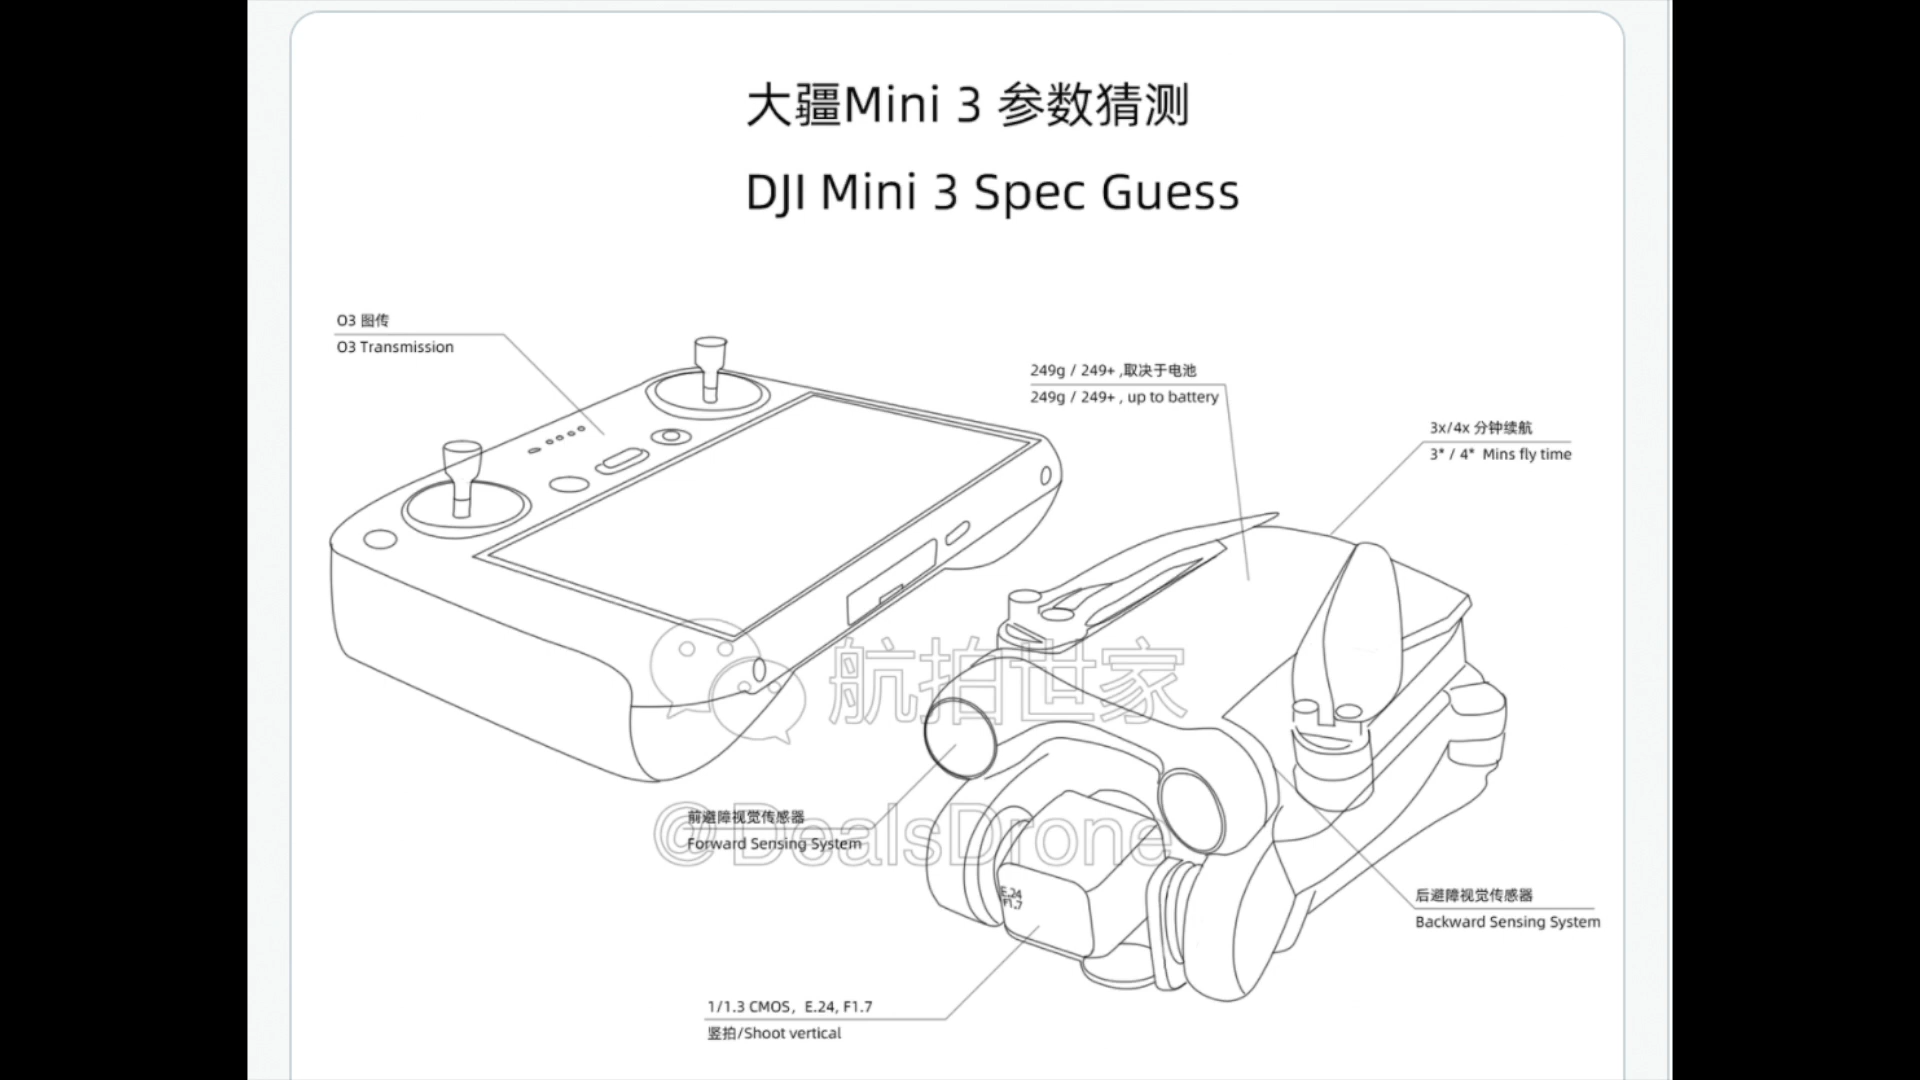 大疆Mini 3 参数猜测
DJI Mini 3 Spec Guess
O3 图传
O3 Transmission
249g / 249+ ,取决于电池
249g / 249+ , up to battery
3x/4x 分钟续航
3* / 4* Mins fly time
航拍世家
前避障视觉传感器
Forward Sensing System
@DealsDrone
E.24
F1.7
后避障视觉传感器
Backward Sensing System
1/1.3 CMOS，E.24, F1.7
竖拍/Shoot vertical